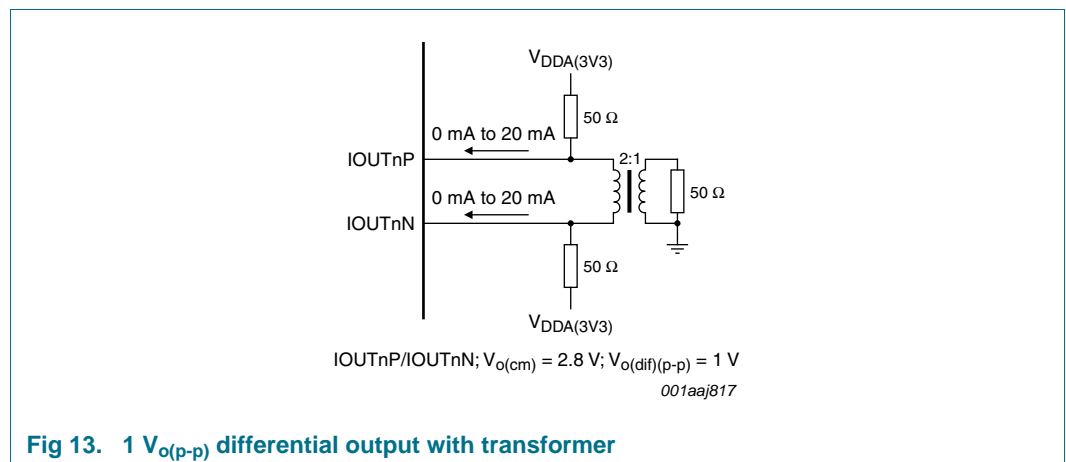 VDDA(3V3)
50 Ω
0 mA to 20 mA
IOUTnP
2:1
0 mA to 20 mA
50 Ω
IOUTnN
50 Ω
VDDA(3V3)
IOUTnP/IOUTnN; Vo(cm) = 2.8 V; Vo(dif)(p-p) = 1 V
001aaj817
Fig 13. 1 Vo(p-p) differential output with transformer